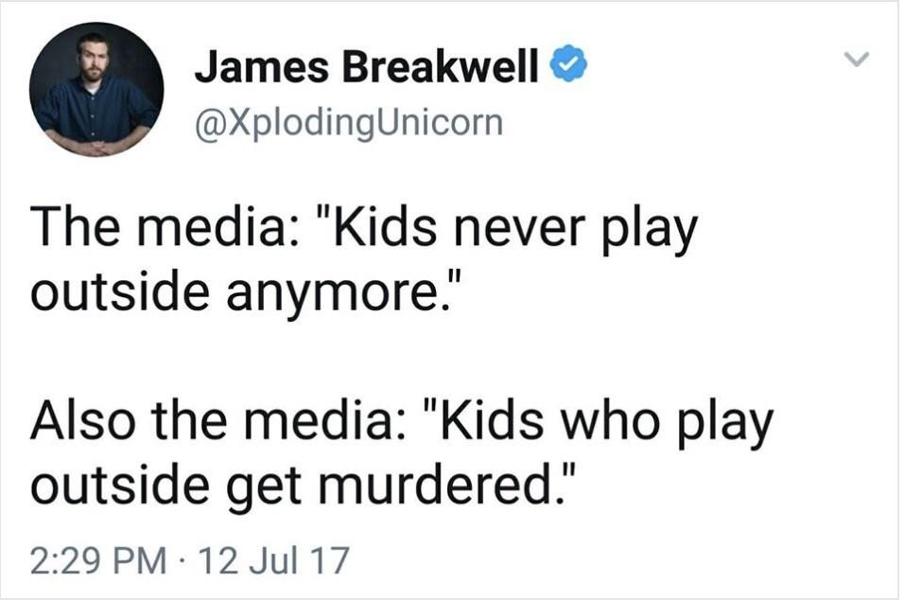 James Breakwell
@XplodingUnicorn
The media: "Kids never play
outside anymore."
Also the media: "Kids who play
outside get murdered."
2:29 PM · 12 Jul 17